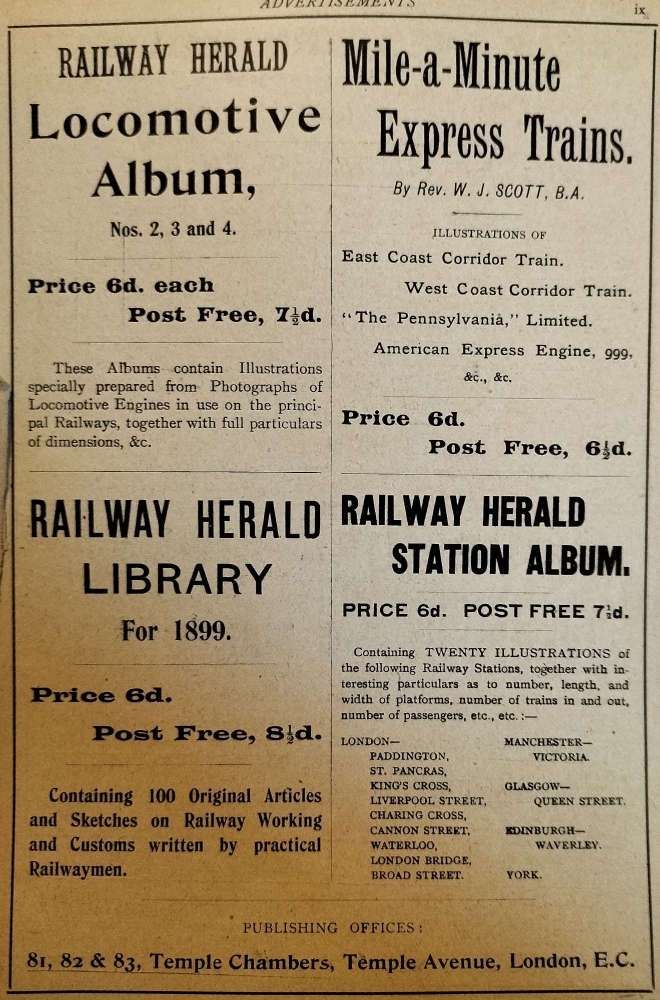 ADVERTISEMENTS
ix
RAILWAY HERALD
Locomotive
Album,
Nos. 2, 3 and 4.
Price 6d. each
Post Free, 7½d.
These Albums contain Illustrations
specially prepared from Photographs of
Locomotive Engines in use on the princi-
pal Railways, together with full particulars
of dimensions, &c.
RAILWAY HERALD
LIBRARY
For 1899.
Price 6d.
Post Free, 8½d.
Containing 100 Original Articles
and Sketches on Railway Working
and Customs written by practical
Railwaymen.
Mile-a-Minute
Express Trains.
By Rev. W. J. SCOTT, B.A.
ILLUSTRATIONS OF
East Coast Corridor Train.
West Coast Corridor Train.
"The Pennsylvania," Limited.
American Express Engine, 999,
&c., &c.
Price 6d.
Post Free, 6½d.
RAILWAY HERALD
STATION ALBUM.
PRICE 6d. POST FREE 7½d.
Containing TWENTY ILLUSTRATIONS of
the following Railway Stations, together with in-
teresting particulars as to number, length, and
width of platforms, number of trains in and out,
number of passengers, etc., etc. :—
LONDON—
PADDINGTON,
ST. PANCRAS,
KING'S CROSS,
LIVERPOOL STREET,
CHARING CROSS,
CANNON STREET,
WATERLOO,
LONDON BRIDGE,
BROAD STREET.
MANCHESTER—
VICTORIA.
GLASGOW—
QUEEN STREET.
EDINBURGH—
WAVERLEY.
YORK.
PUBLISHING OFFICES:
81, 82 & 83, Temple Chambers, Temple Avenue, London, E.C.